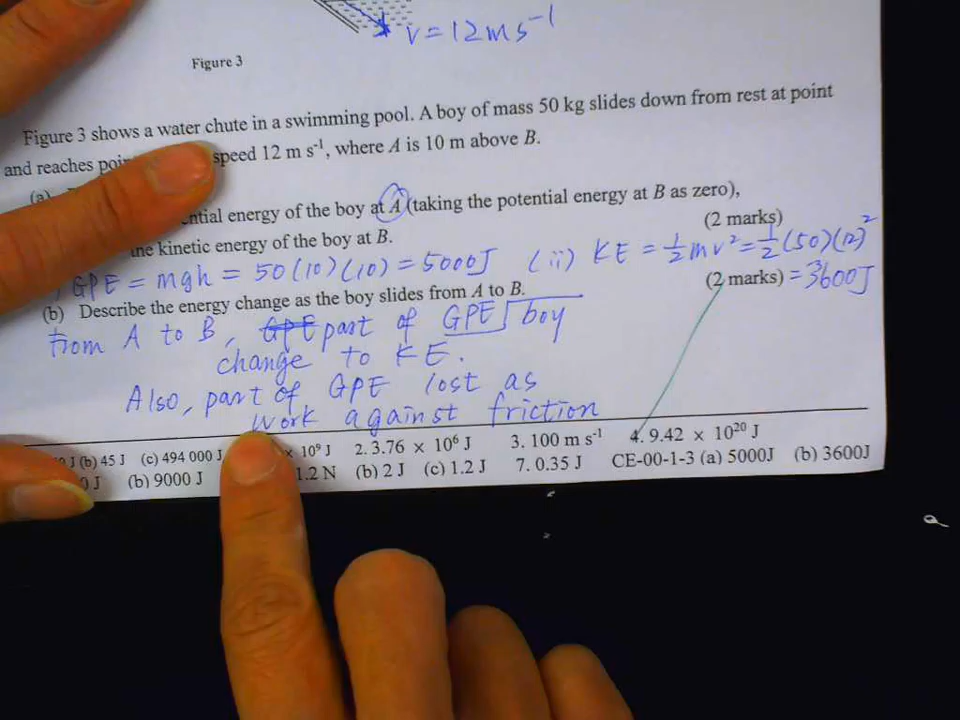 v = 12 m s⁻¹
Figure 3
Figure 3 shows a water chute in a swimming pool. A boy of mass 50 kg slides down from rest at point
and reaches speed 12 m s⁻¹, where A is 10 m above B.
(a)
ential energy of the boy at A (taking the potential energy at B as zero),
(2 marks)
the kinetic energy of the boy at B.
GPE = mgh = 50(10)(10) = 5000J (ii) KE = ½mv² = ½(50)(12)²
(2 marks) = 3600J
(b) Describe the energy change as the boy slides from A to B.
from A to B, GPE part of GPE boy
change to KE.
Also, part of GPE lost as
work against friction
J (b) 45 J (c) 494 000 J × 10⁹ J 2. 3.76 × 10⁶ J 3. 100 m s⁻¹ 4. 9.42 × 10²⁰ J
0 J (b) 9000 J 1.2 N (b) 2 J (c) 1.2 J 7. 0.35 J CE-00-1-3 (a) 5000J (b) 3600J